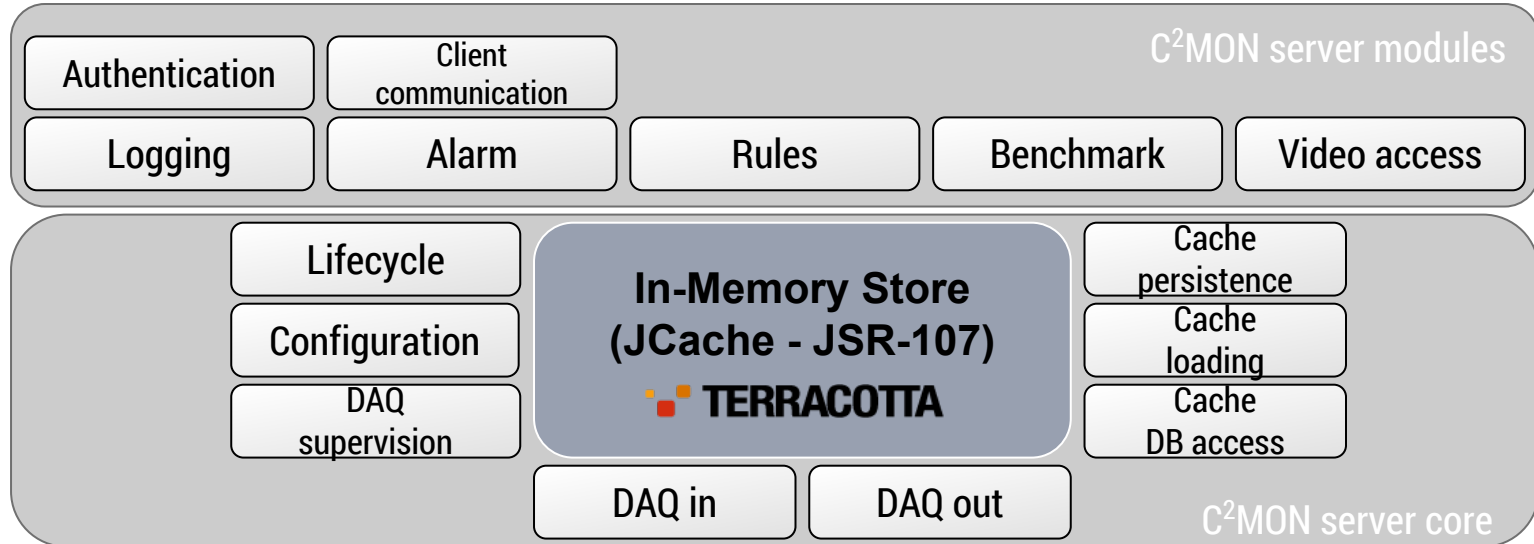 C²MON server modules
Authentication
Client
communication
Logging
Alarm
Rules
Benchmark
Video access
Lifecycle
Configuration
DAQ
supervision
In-Memory Store
(JCache - JSR-107)
TERRACOTTA
Cache
persistence
Cache
loading
Cache
DB access
DAQ in
DAQ out
C²MON server core